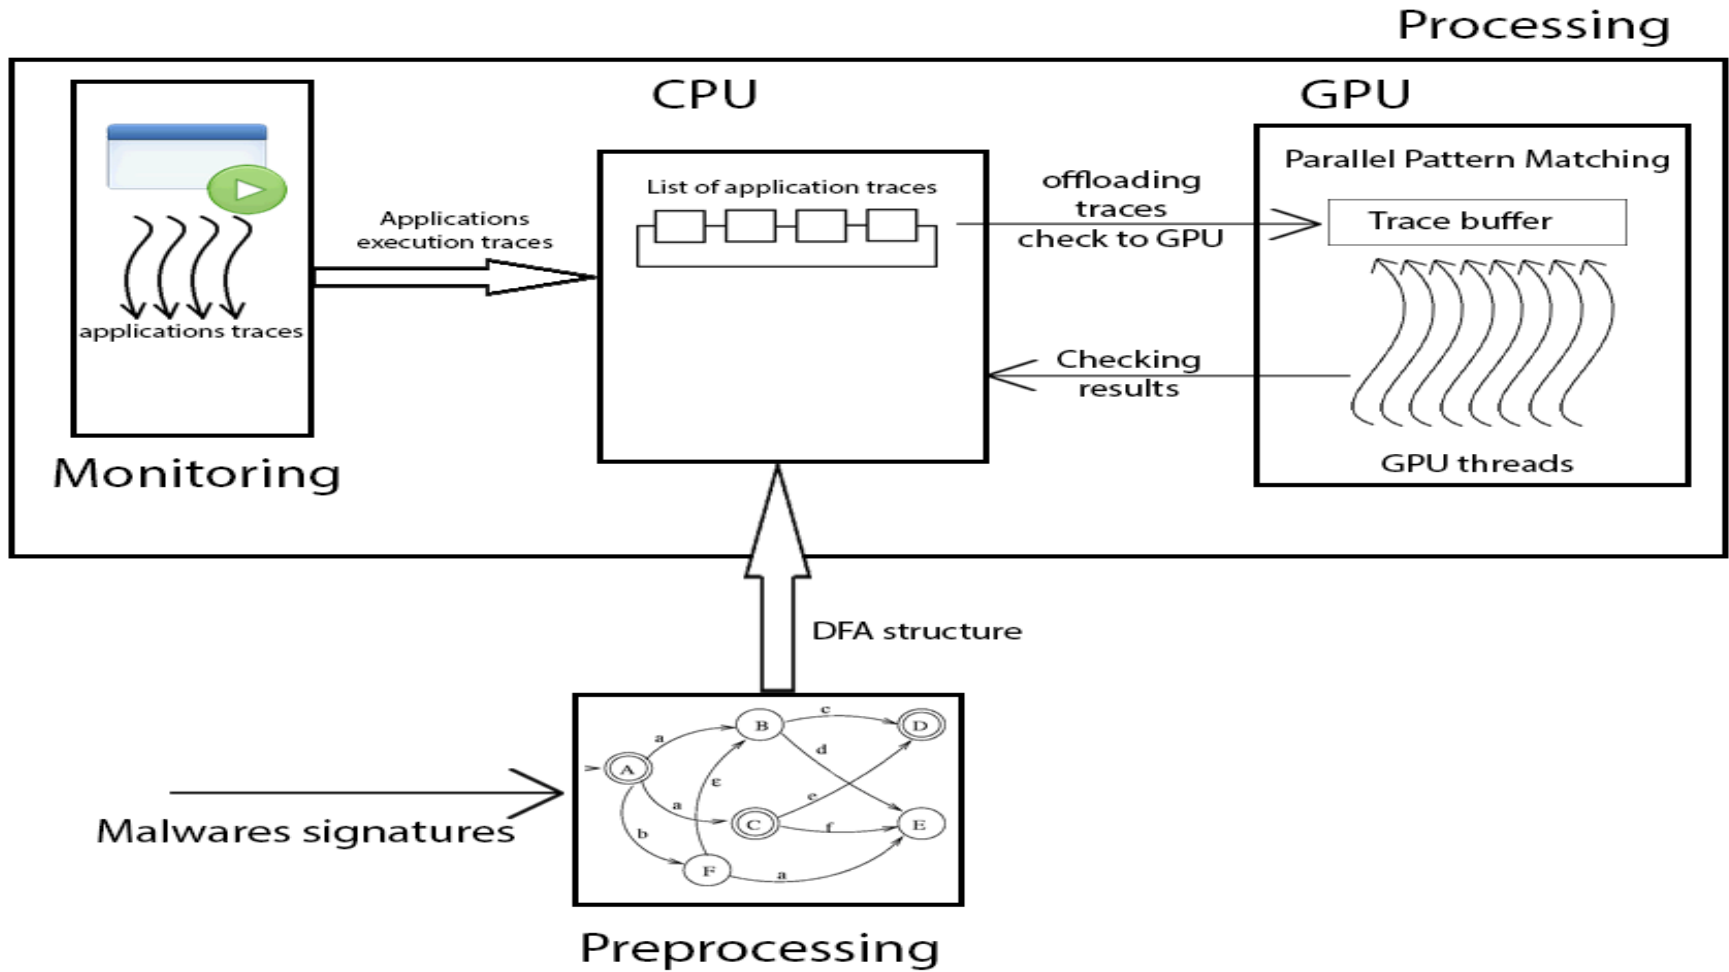 Processing
CPU
GPU
Parallel Pattern Matching
Trace buffer
GPU threads
List of application traces
offloading
traces
check to GPU
Checking
results
Applications
execution traces
applications traces
Monitoring
DFA structure
Malwares signatures
A
B
C
D
E
F
a
c
d
ε
a
e
b
f
a
Preprocessing